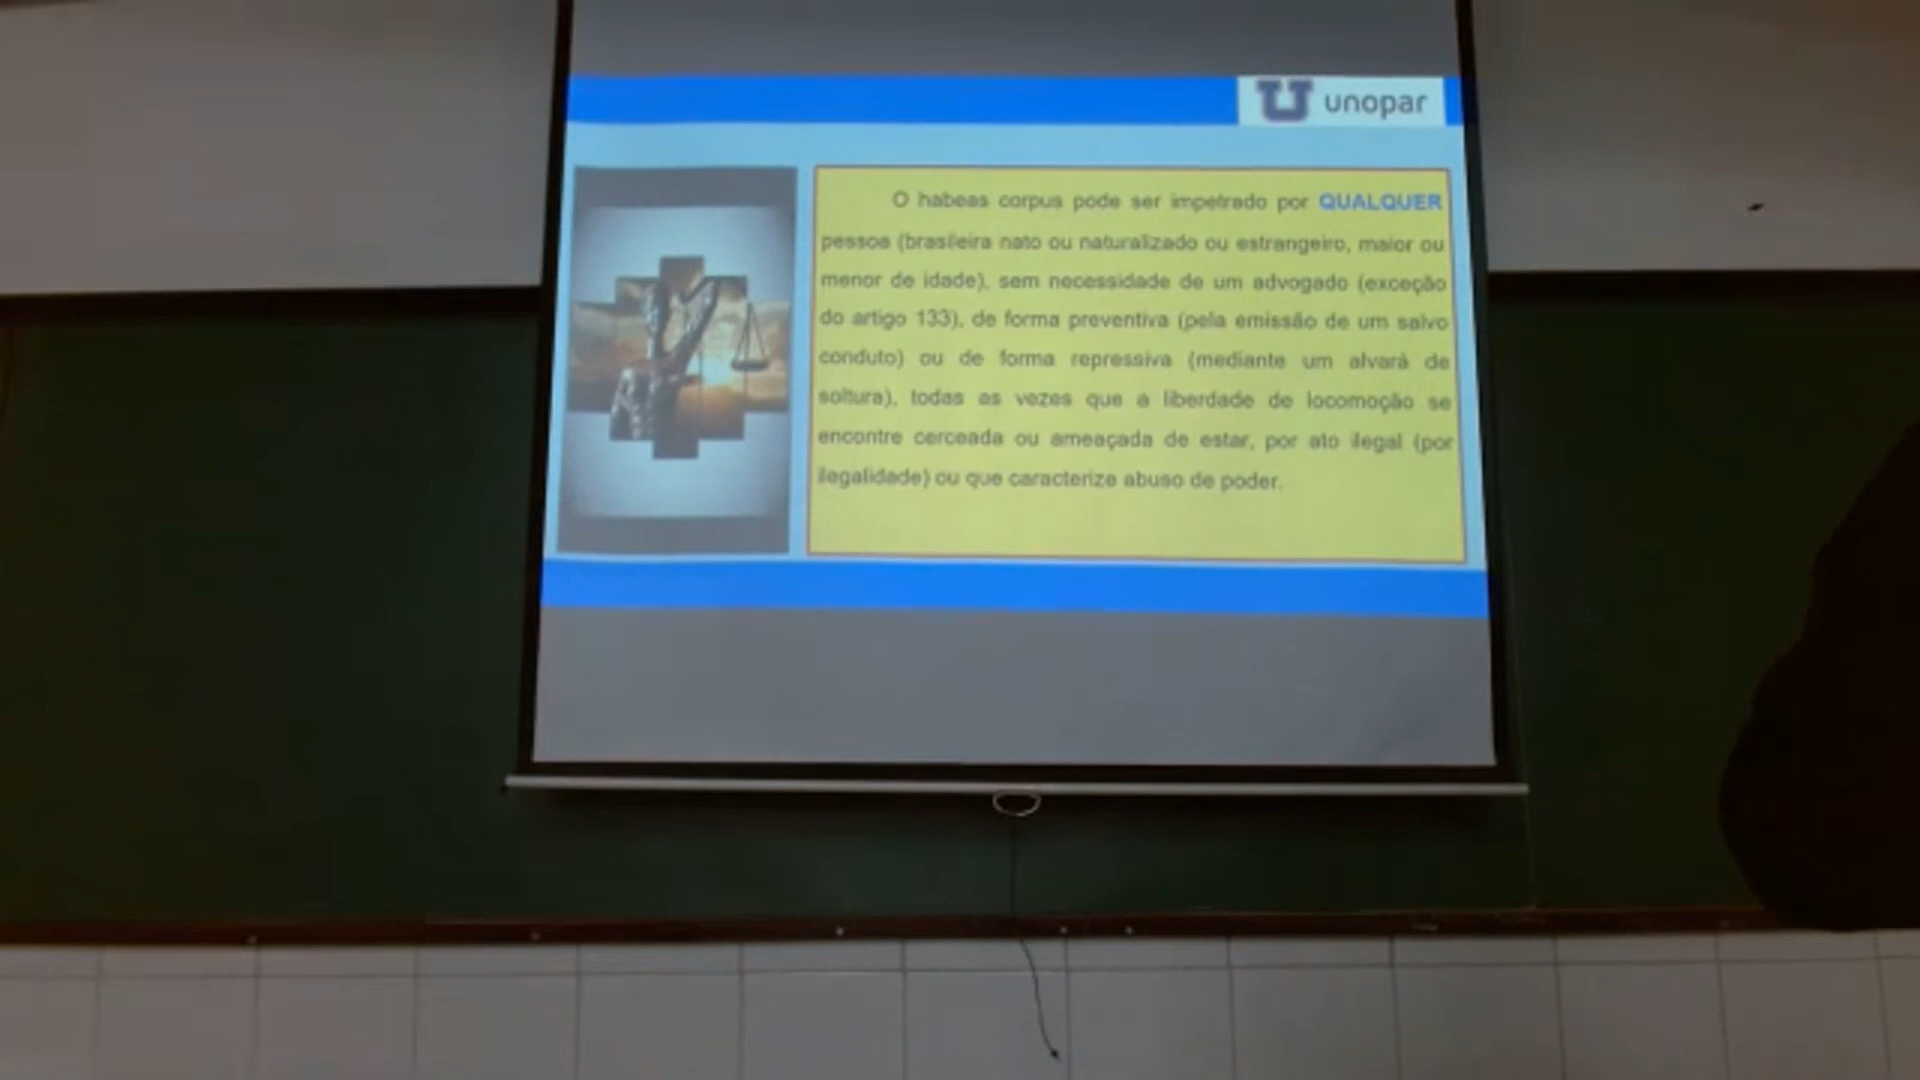 unopar
O habeas corpus pode ser impetrado por QUALQUER
pessoa (brasileira nato ou naturalizado ou estrangeiro, maior ou
menor de idade), sem necessidade de um advogado (exceção
do artigo 133), de forma preventiva (pela emissão de um salvo
conduto) ou de forma repressiva (mediante um alvará de
soltura), todas as vezes que a liberdade de locomoção se
encontre cerceada ou ameaçada de estar, por ato ilegal (por
ilegalidade) ou que caracterize abuso de poder.